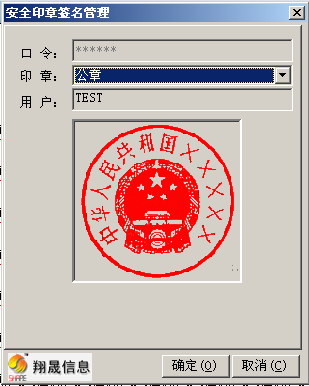 安全印章签名管理
口 令： ******
印 章： 公章
用 户： TEST
中华人民共和国×××××
翔晟信息
SHARE
确定(O)
取消(C)